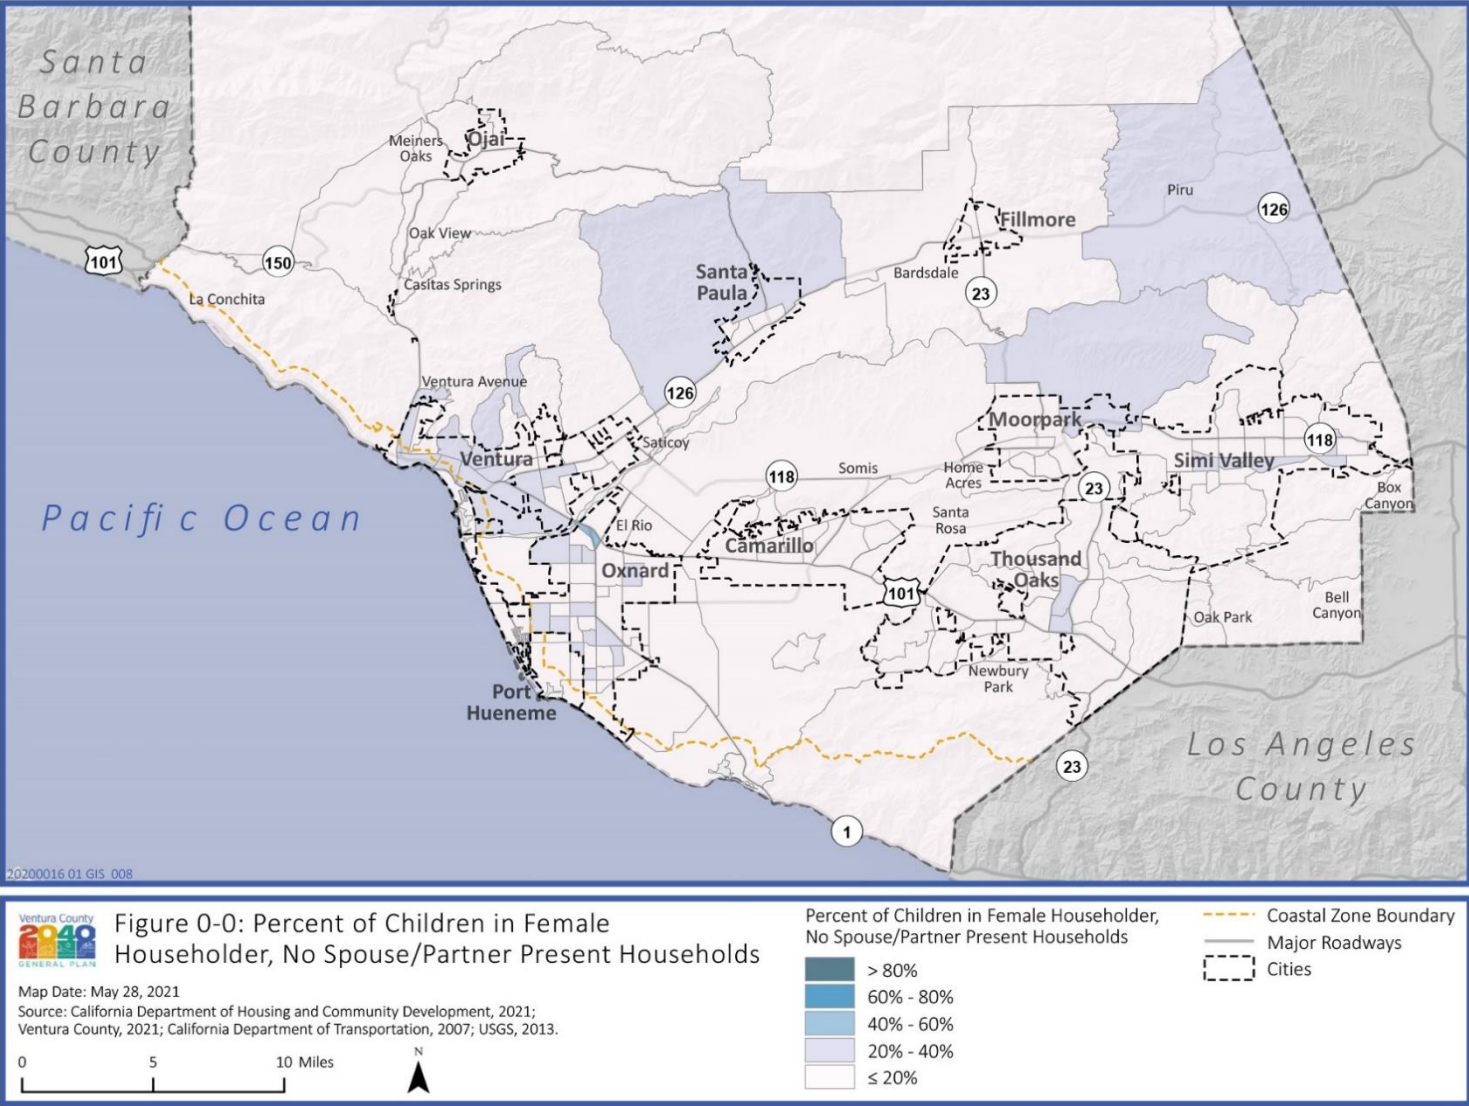 Santa
Barbara
County
Meiners
Oaks
Ojai
Piru
126
Oak View
Fillmore
101
150
Santa
Paula
Bardsdale
23
Casitas Springs
La Conchita
Ventura Avenue
126
Moorpark
Saticoy
118
Ventura
118
Somis
Home
Acres
Simi Valley
23
Box
Canyon
Pacific Ocean
El Rio
Santa
Rosa
Camarillo
Oxnard
Thousand
Oaks
101
Bell
Canyon
Oak Park
Newbury
Park
Port
Hueneme
Los Angeles
County
23
1
20200016 01 GIS 008
Ventura County
2040
GENERAL PLAN
Figure 0-0: Percent of Children in Female
Householder, No Spouse/Partner Present Households
Map Date: May 28, 2021
Source: California Department of Housing and Community Development, 2021;
Ventura County, 2021; California Department of Transportation, 2007; USGS, 2013.
0 5 10 Miles
N
Percent of Children in Female Householder,
No Spouse/Partner Present Households
> 80%
60% - 80%
40% - 60%
20% - 40%
≤ 20%
Coastal Zone Boundary
Major Roadways
Cities